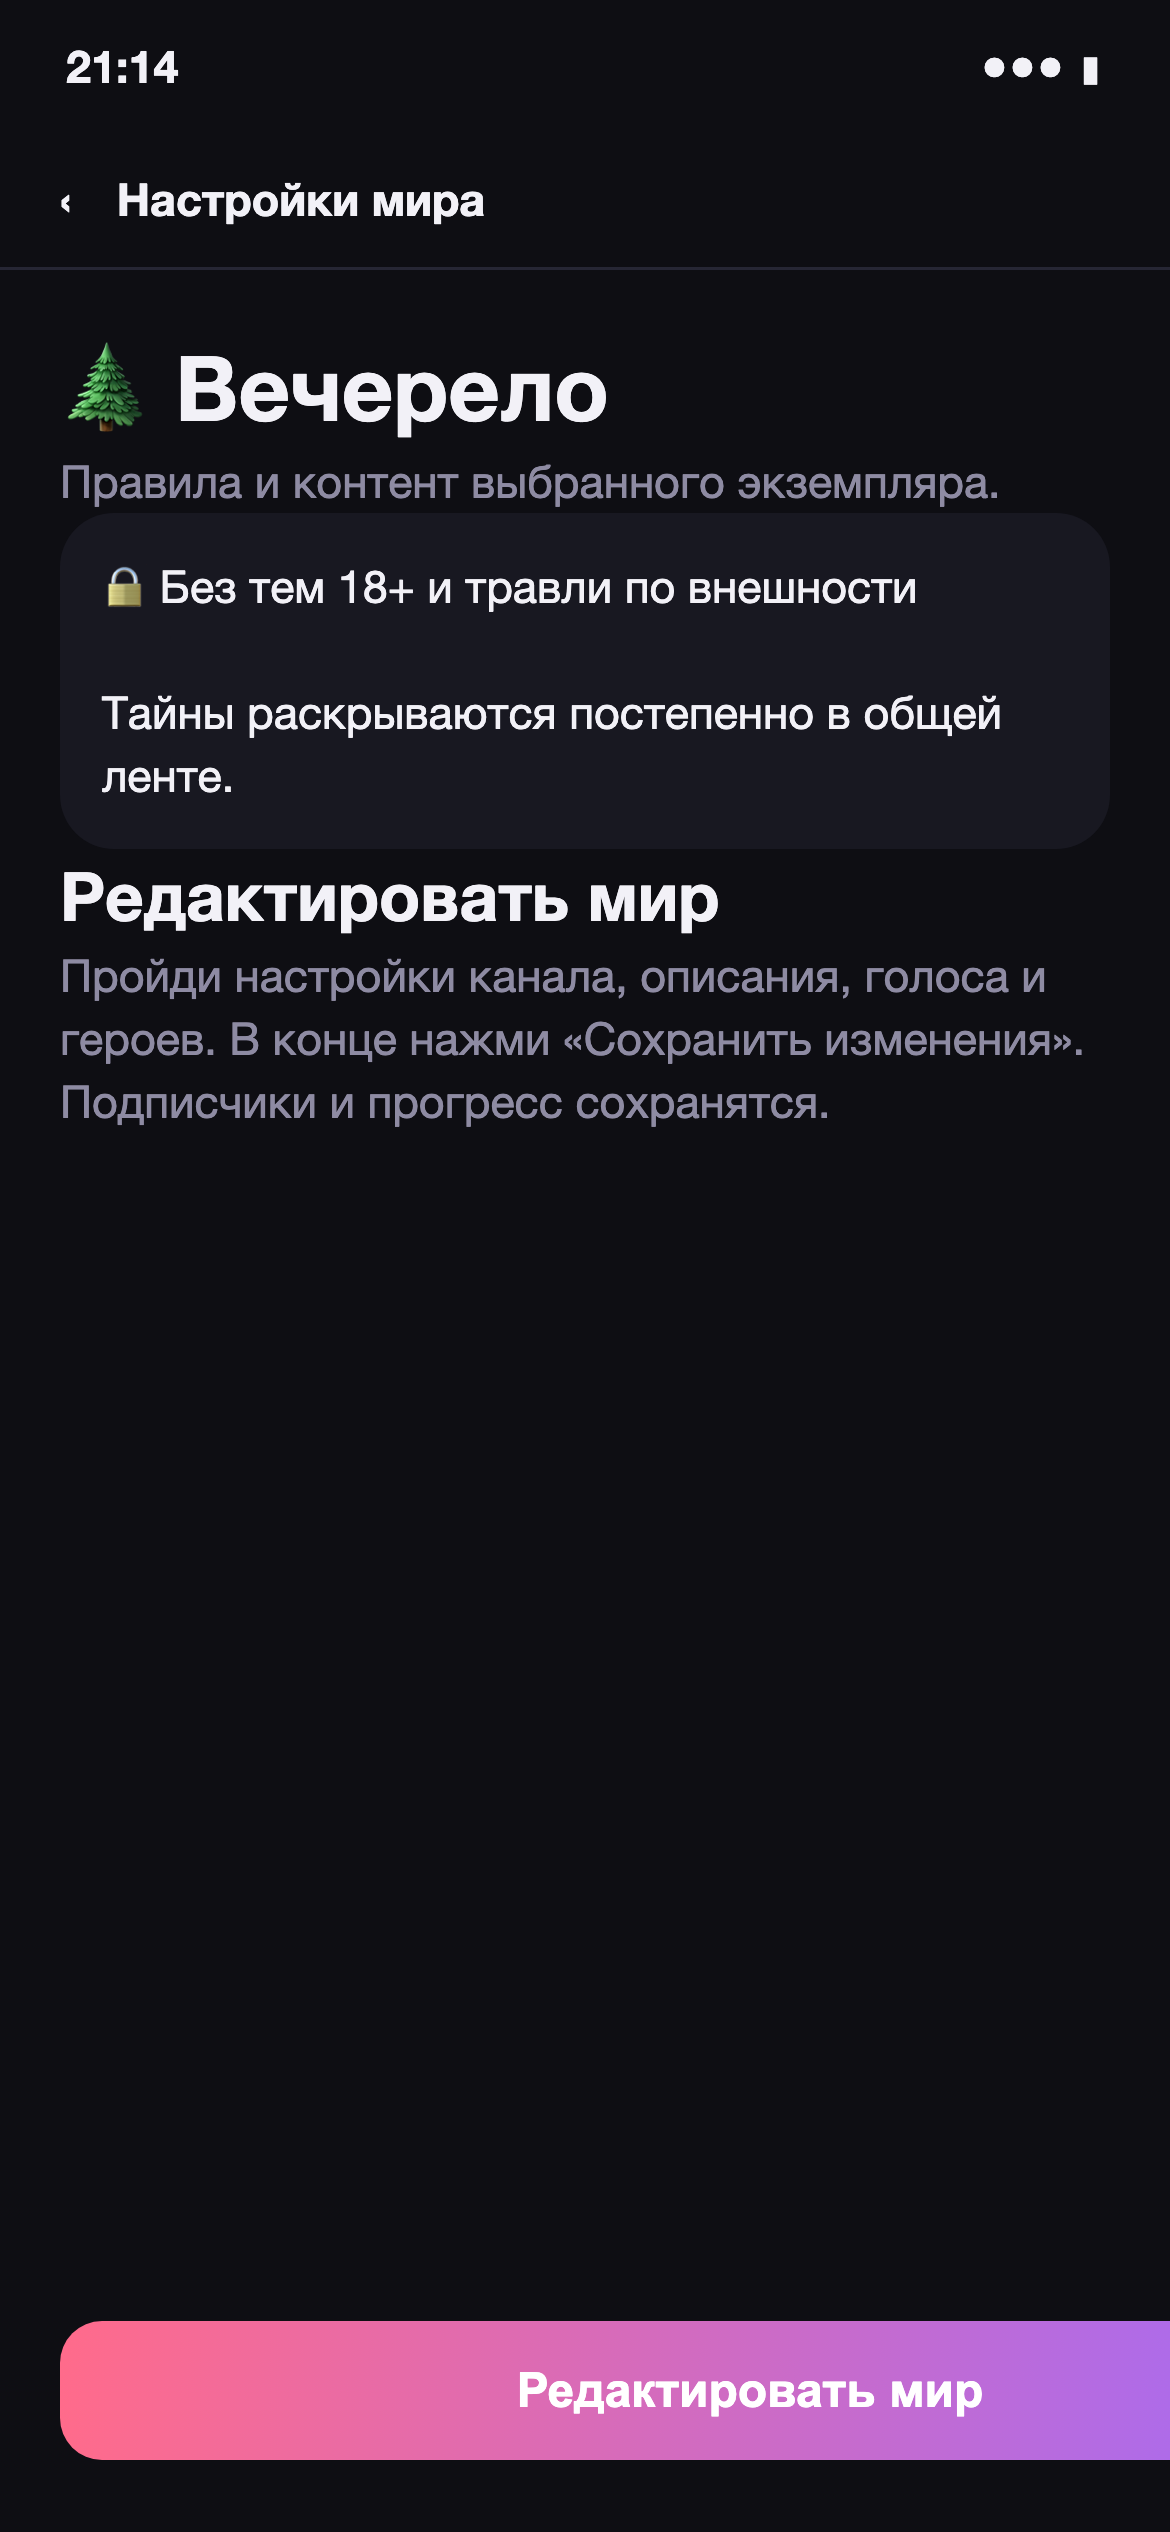 21:14
‹ Настройки мира
🌲 Вечерело
Правила и контент выбранного экземпляра.
🔒 Без тем 18+ и травли по внешности
Тайны раскрываются постепенно в общей
ленте.
Редактировать мир
Пройди настройки канала, описания, голоса и
героев. В конце нажми «Сохранить изменения».
Подписчики и прогресс сохранятся.
Редактировать мир